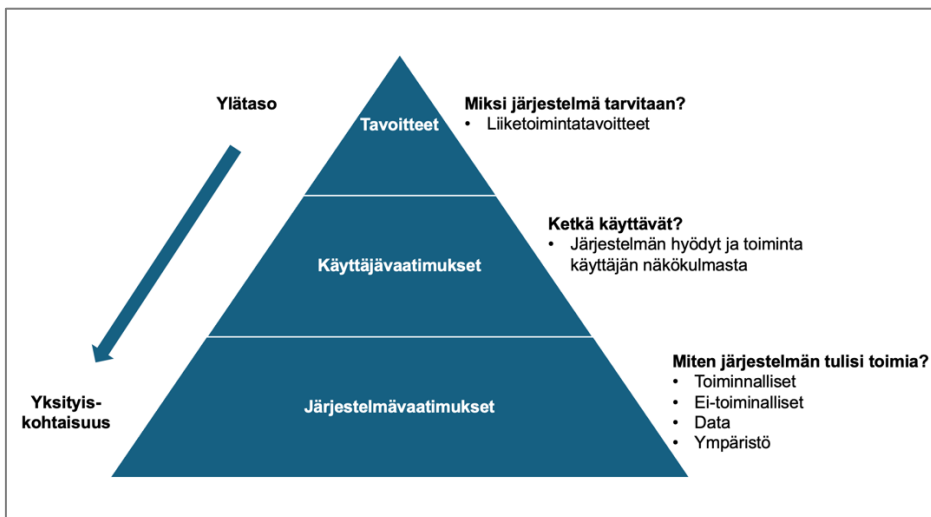 Ylätaso
Tavoitteet
Miksi järjestelmä tarvitaan?
• Liiketoimintatavoitteet
Käyttäjävaatimukset
Ketkä käyttävät?
• Järjestelmän hyödyt ja toiminta
käyttäjän näkökulmasta
Järjestelmävaatimukset
Miten järjestelmän tulisi toimia?
• Toiminnalliset
• Ei-toiminalliset
• Data
• Ympäristö
Yksityis-
kohtaisuus